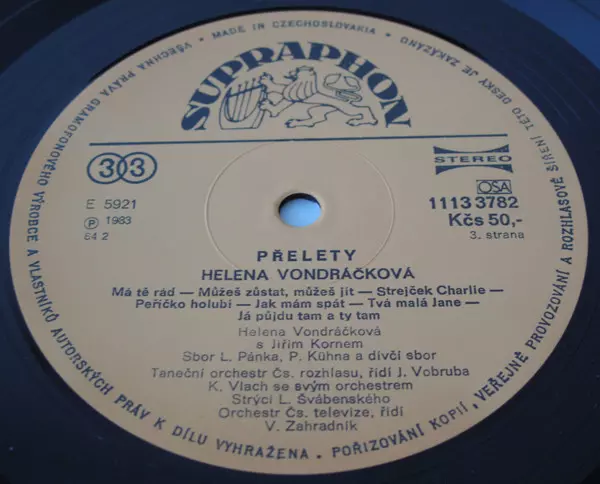 VŠECHNA PRÁVA GRAMOFONOVÉHO VÝROBCE A VLASTNÍKŮ AUTORSKÝCH PRÁV K DÍLU VYHRAŽENA. POŘIZOVÁNÍ KOPIÍ, VEŘEJNÉ PROVOZOVÁNÍ A ROZHLASOVÉ ŠÍŘENÍ TÉTO DESKY JE ZAKÁZÁNO
MADE IN CZECHOSLOVAKIA
SUPRAPHON
33
STEREO
OSA
E 5921
℗ 1983
84 2
1113 3782
Kčs 50,-
3. strana
PŘELETY
HELENA VONDRÁČKOVÁ
Má tě rád — Můžeš zůstat, můžeš jít — Strejček Charlie —
Peříčko holubí — Jak mám spát — Tvá malá Jane —
Já půjdu tam a ty tam
Helena Vondráčková
s Jiřím Kornem
Sbor L. Pánka, P. Kühna a dívčí sbor
Taneční orchestr Čs. rozhlasu, řídí J. Vobruba
K. Vlach se svým orchestrem
Strýci L. Švábenského
Orchestr Čs. televize, řídí
V. Zahradník